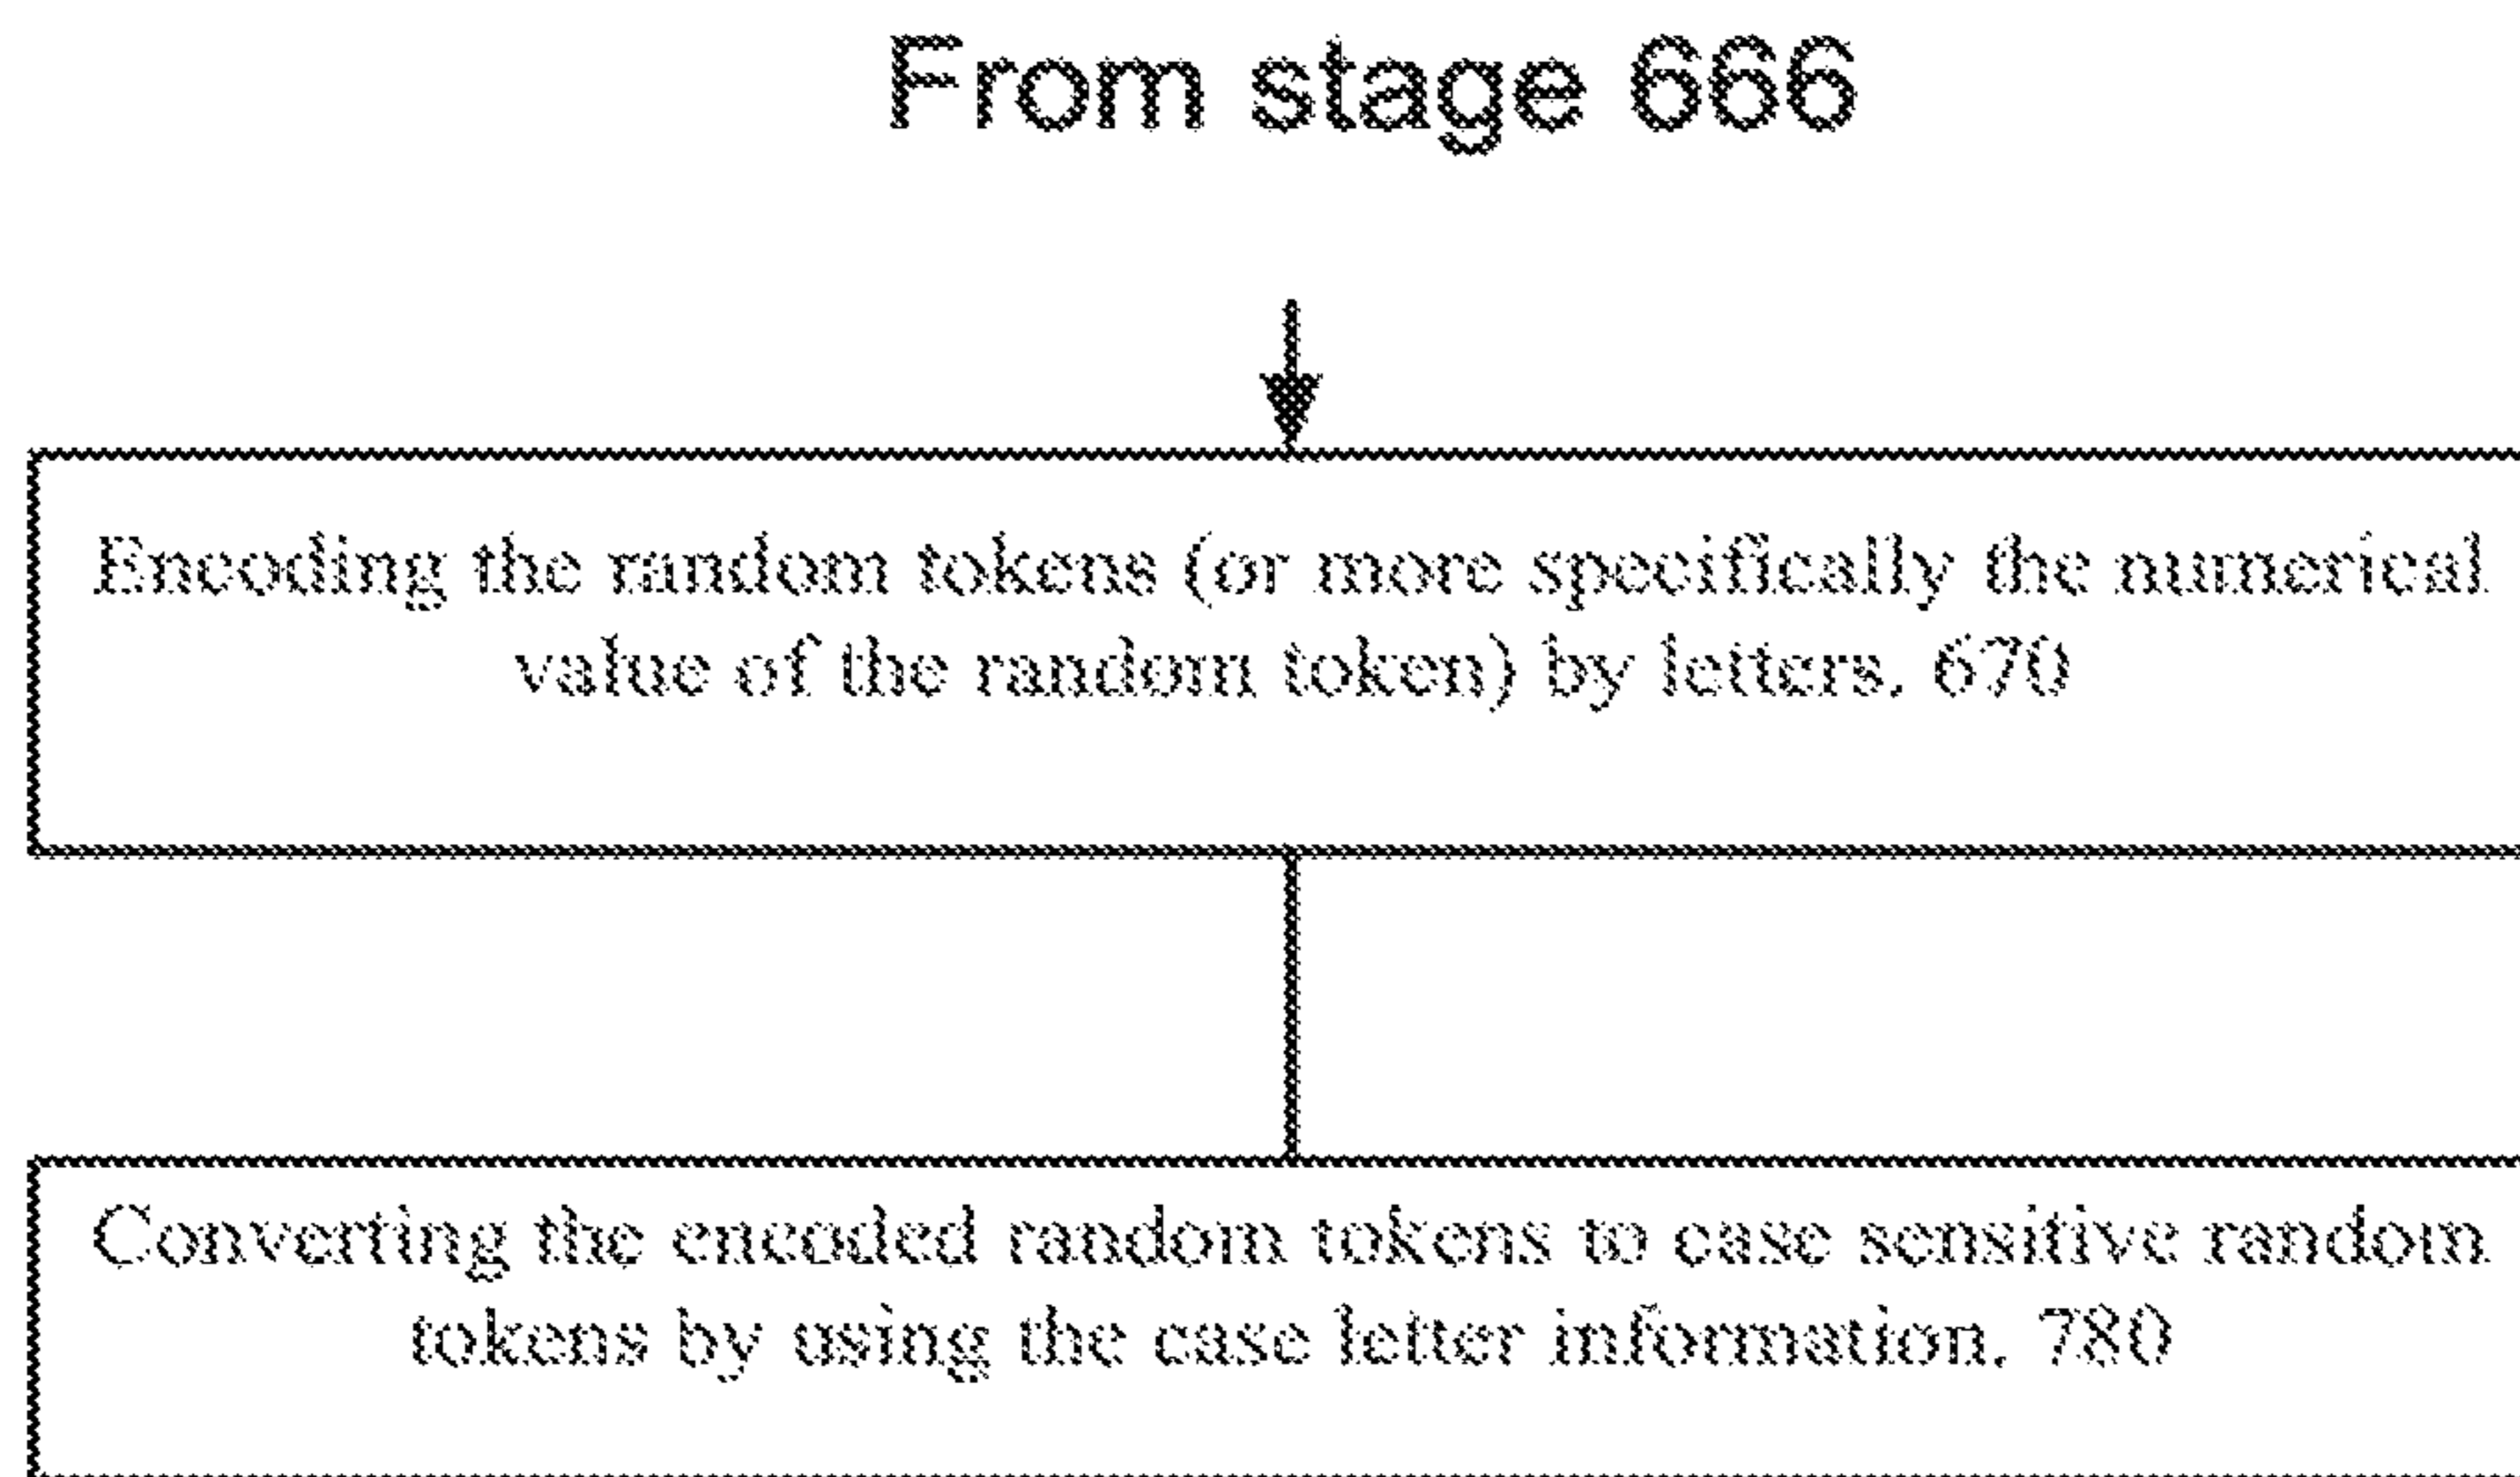 From stage 666
Encoding the random tokens (or more specifically the numerical
value of the random token) by letters. 670
Converting the encoded random tokens to case sensitive random
tokens by using the case letter information. 780